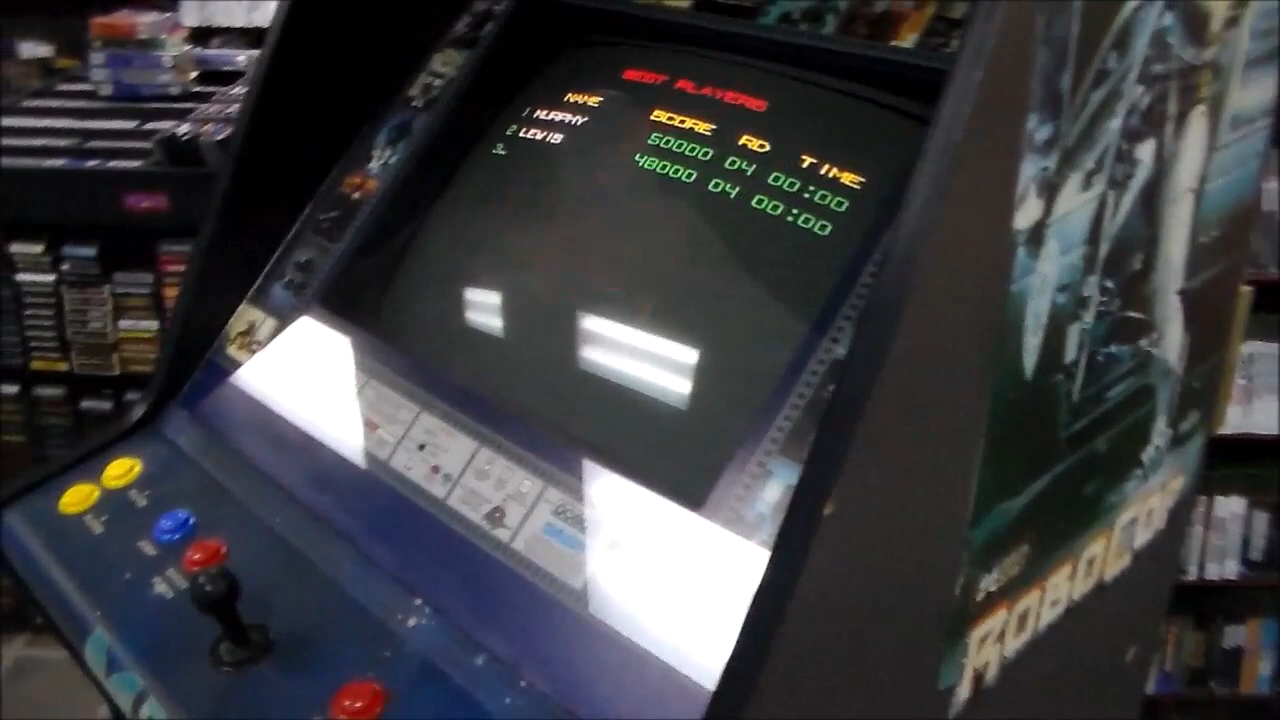 BEST PLAYERS
NAME SCORE RD TIME
1 MURPHY 50000 04 00:00
2 LEWIS 48000 04 00:00
3
ROBOCOP